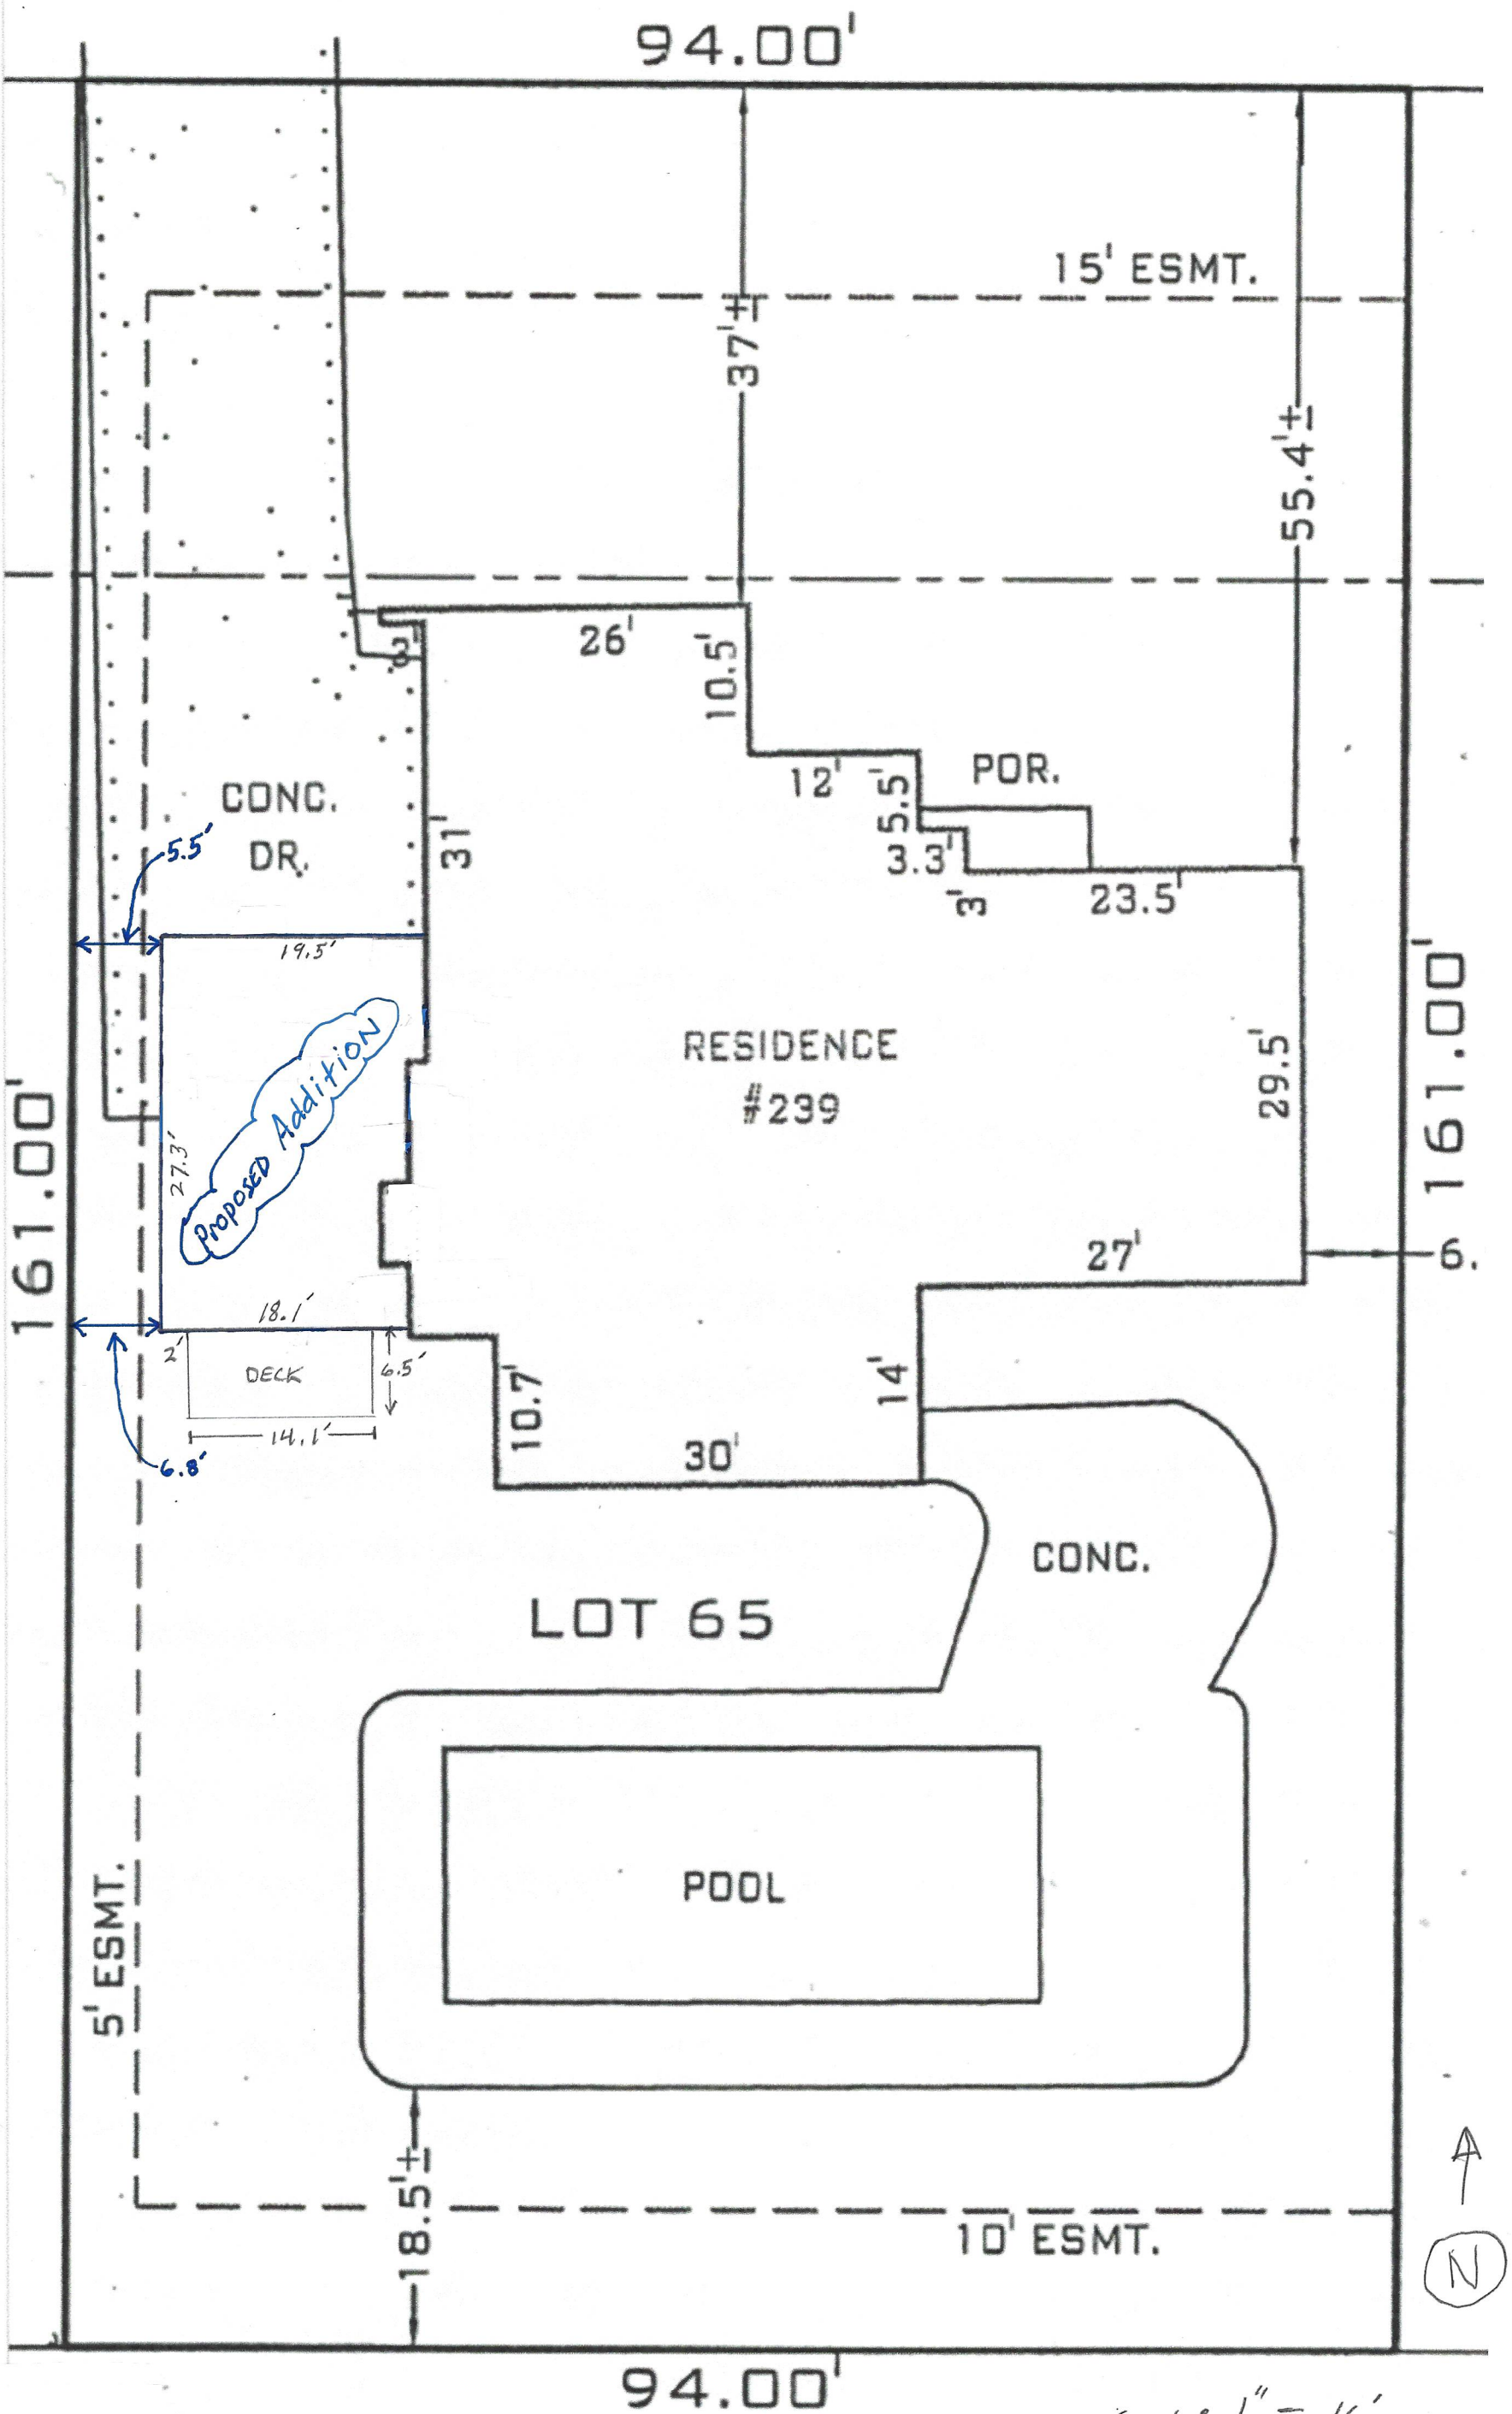 94.00'
15' ESMT.
37'±
55.4'±
3'
26'
10.5'
12'
5.5'
POR.
3.3'
3'
23.5'
CONC.
DR.
31'
5.5'
19.5'
Proposed Addition
27.3'
RESIDENCE
#239
29.5'
161.00'
161.00'
27'
6.
18.1'
2'
DECK
6.5'
14.1'
6.8'
10.7'
14'
30'
CONC.
LOT 65
POOL
5' ESMT.
18.5'±
10' ESMT.
N
94.00'